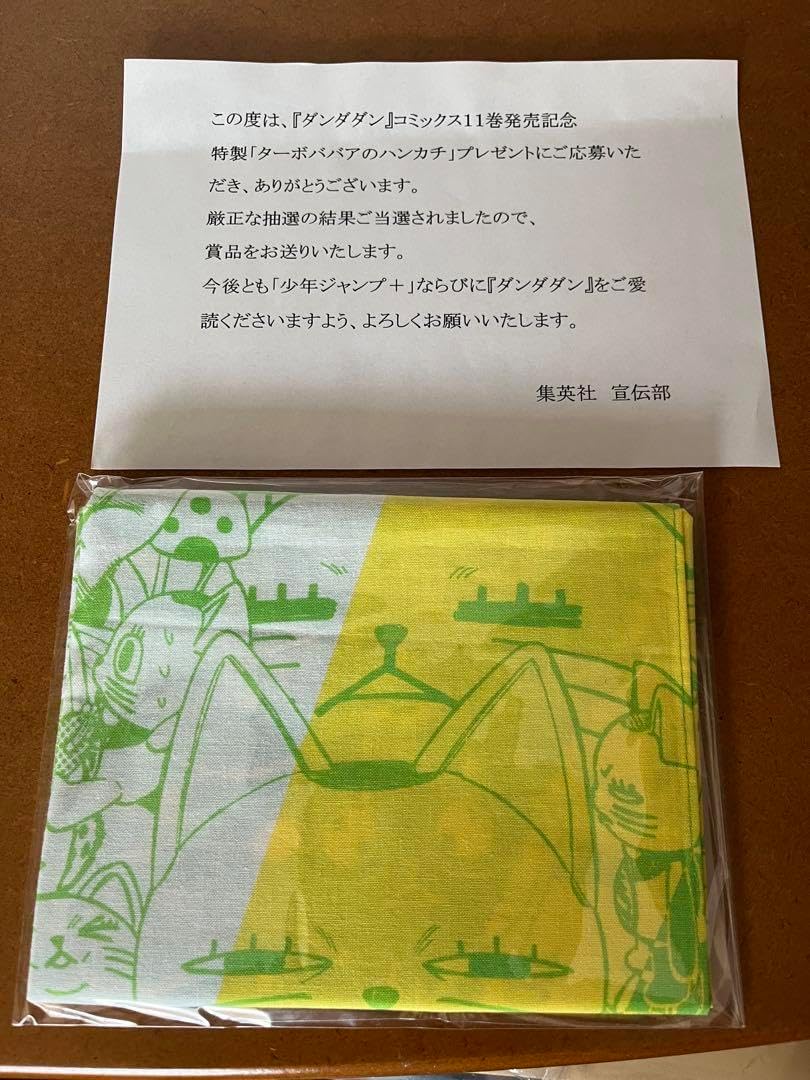 この度は、『ダンダダン』コミックス11巻発売記念
特製「ターボババアのハンカチ」プレゼントにご応募いた
だき、ありがとうございます。
厳正な抽選の結果ご当選されましたので、
賞品をお送りいたします。
今後とも「少年ジャンプ＋」ならびに『ダンダダン』をご愛
読くださいますよう、よろしくお願いいたします。
集英社　宣伝部